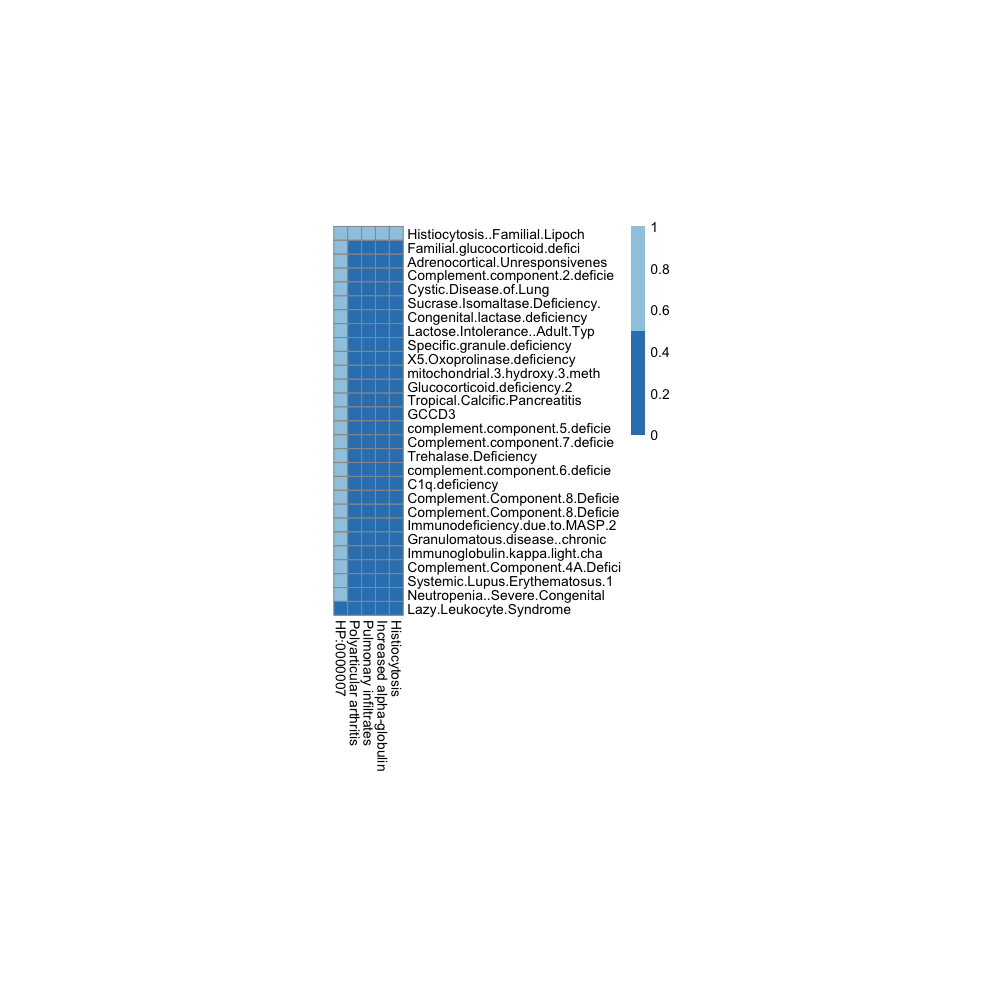 Histiocytosis..Familial.Lipoch
Familial.glucocorticoid.defici
Adrenocortical.Unresponsivenes
Complement.component.2.deficie
Cystic.Disease.of.Lung
Sucrase.Isomaltase.Deficiency.
Congenital.lactase.deficiency
Lactose.Intolerance..Adult.Typ
Specific.granule.deficiency
X5.Oxoprolinase.deficiency
mitochondrial.3.hydroxy.3.meth
Glucocorticoid.deficiency.2
Tropical.Calcific.Pancreatitis
GCCD3
complement.component.5.deficie
Complement.component.7.deficie
Trehalase.Deficiency
complement.component.6.deficie
C1q.deficiency
Complement.Component.8.Deficie
Complement.Component.8.Deficie
Immunodeficiency.due.to.MASP.2
Granulomatous.disease..chronic
Immunoglobulin.kappa.light.cha
Complement.Component.4A.Defici
Systemic.Lupus.Erythematosus.1
Neutropenia..Severe.Congenital
Lazy.Leukocyte.Syndrome
HP:0000007
Polyarticular arthritis
Pulmonary infiltrates
Increased alpha-globulin
Histiocytosis
1
0.8
0.6
0.4
0.2
0